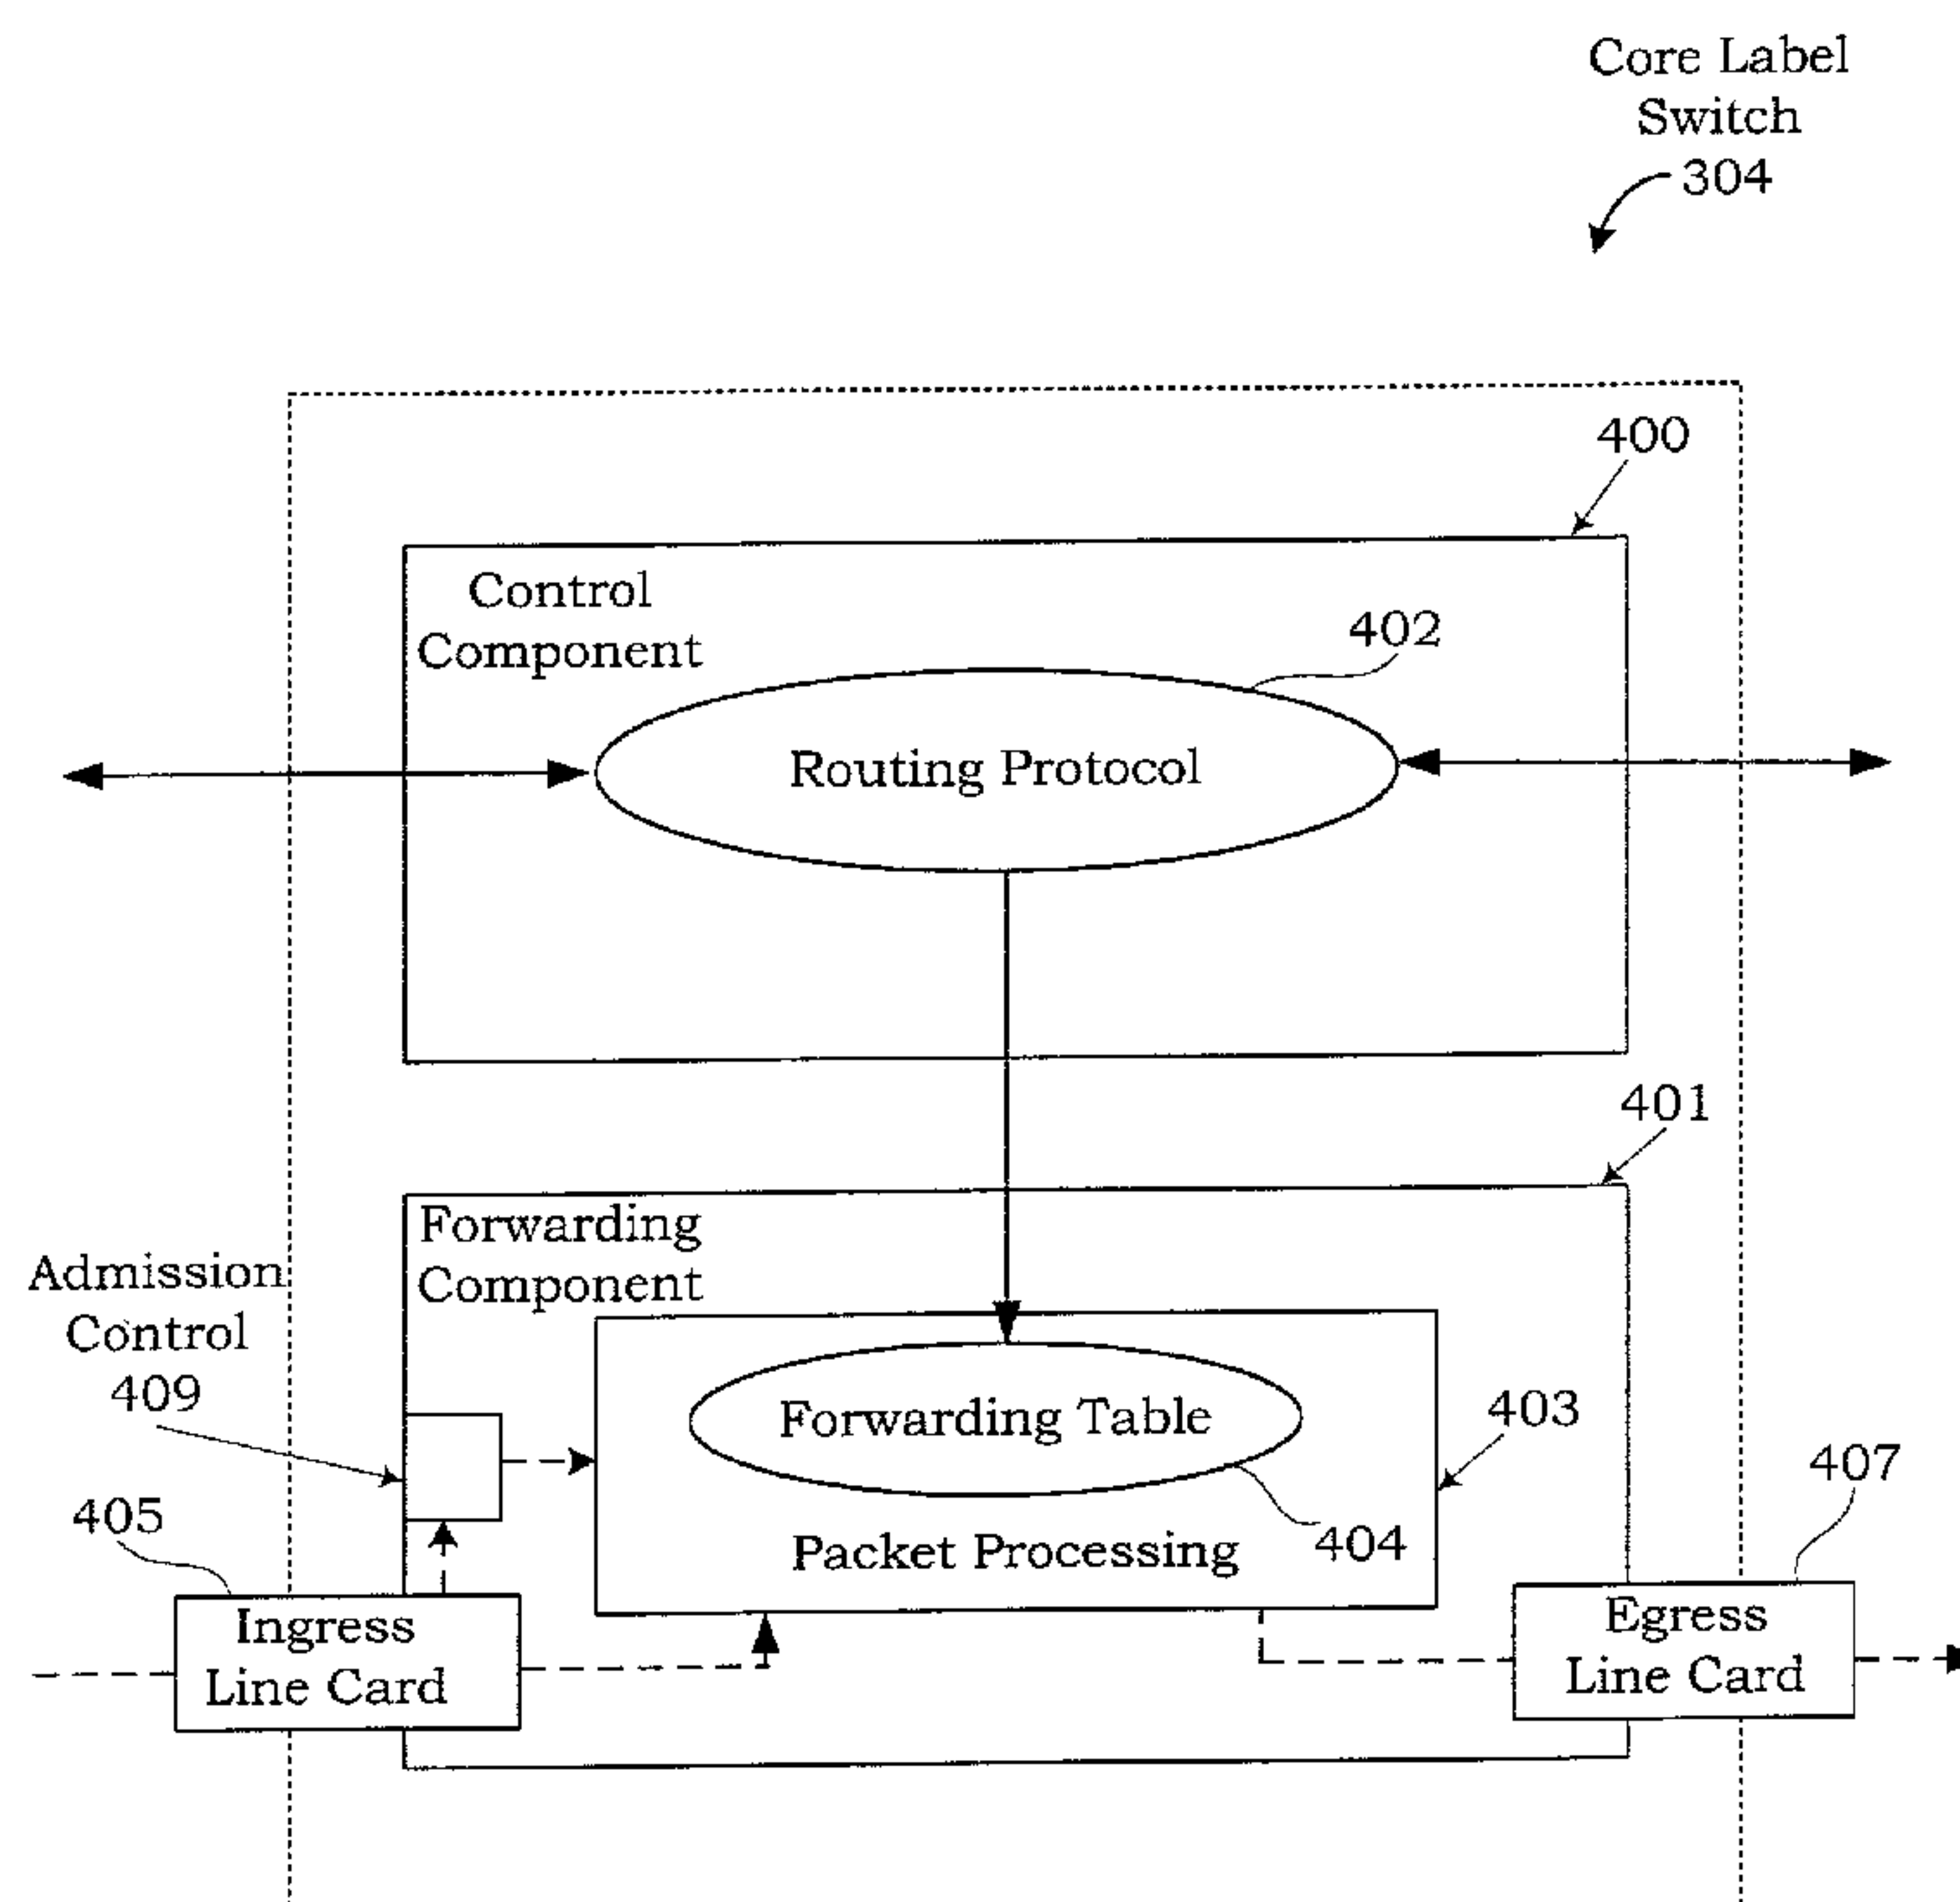 Core Label
Switch
304
400
Control
Component
402
Routing Protocol
401
Forwarding
Component
Admission
Control
409
Forwarding Table
403
407
405
404
Packet Processing
Ingress
Line Card
Egress
Line Card